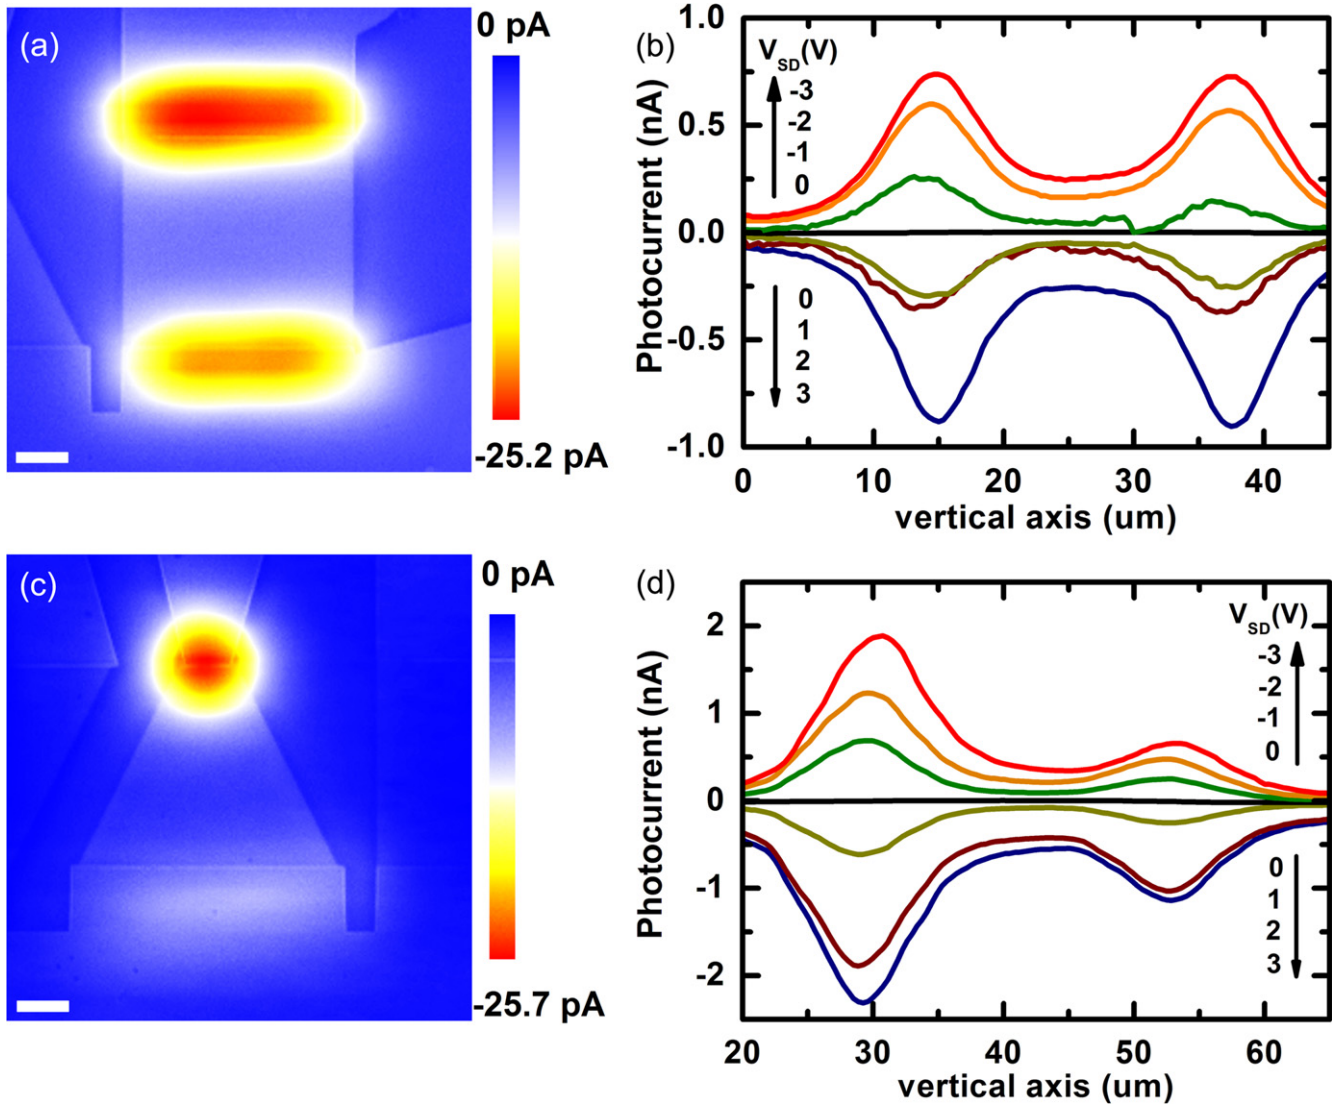 (a)
0 pA
-25.2 pA
(b)
1.0
0.5
0.0
-0.5
-1.0
Photocurrent (nA)
V_SD(V)
-3
-2
-1
0
0
1
2
3
0 10 20 30 40
vertical axis (um)
(c)
0 pA
-25.7 pA
(d)
2
1
0
-1
-2
Photocurrent (nA)
V_SD(V)
-3
-2
-1
0
0
1
2
3
20 30 40 50 60
vertical axis (um)